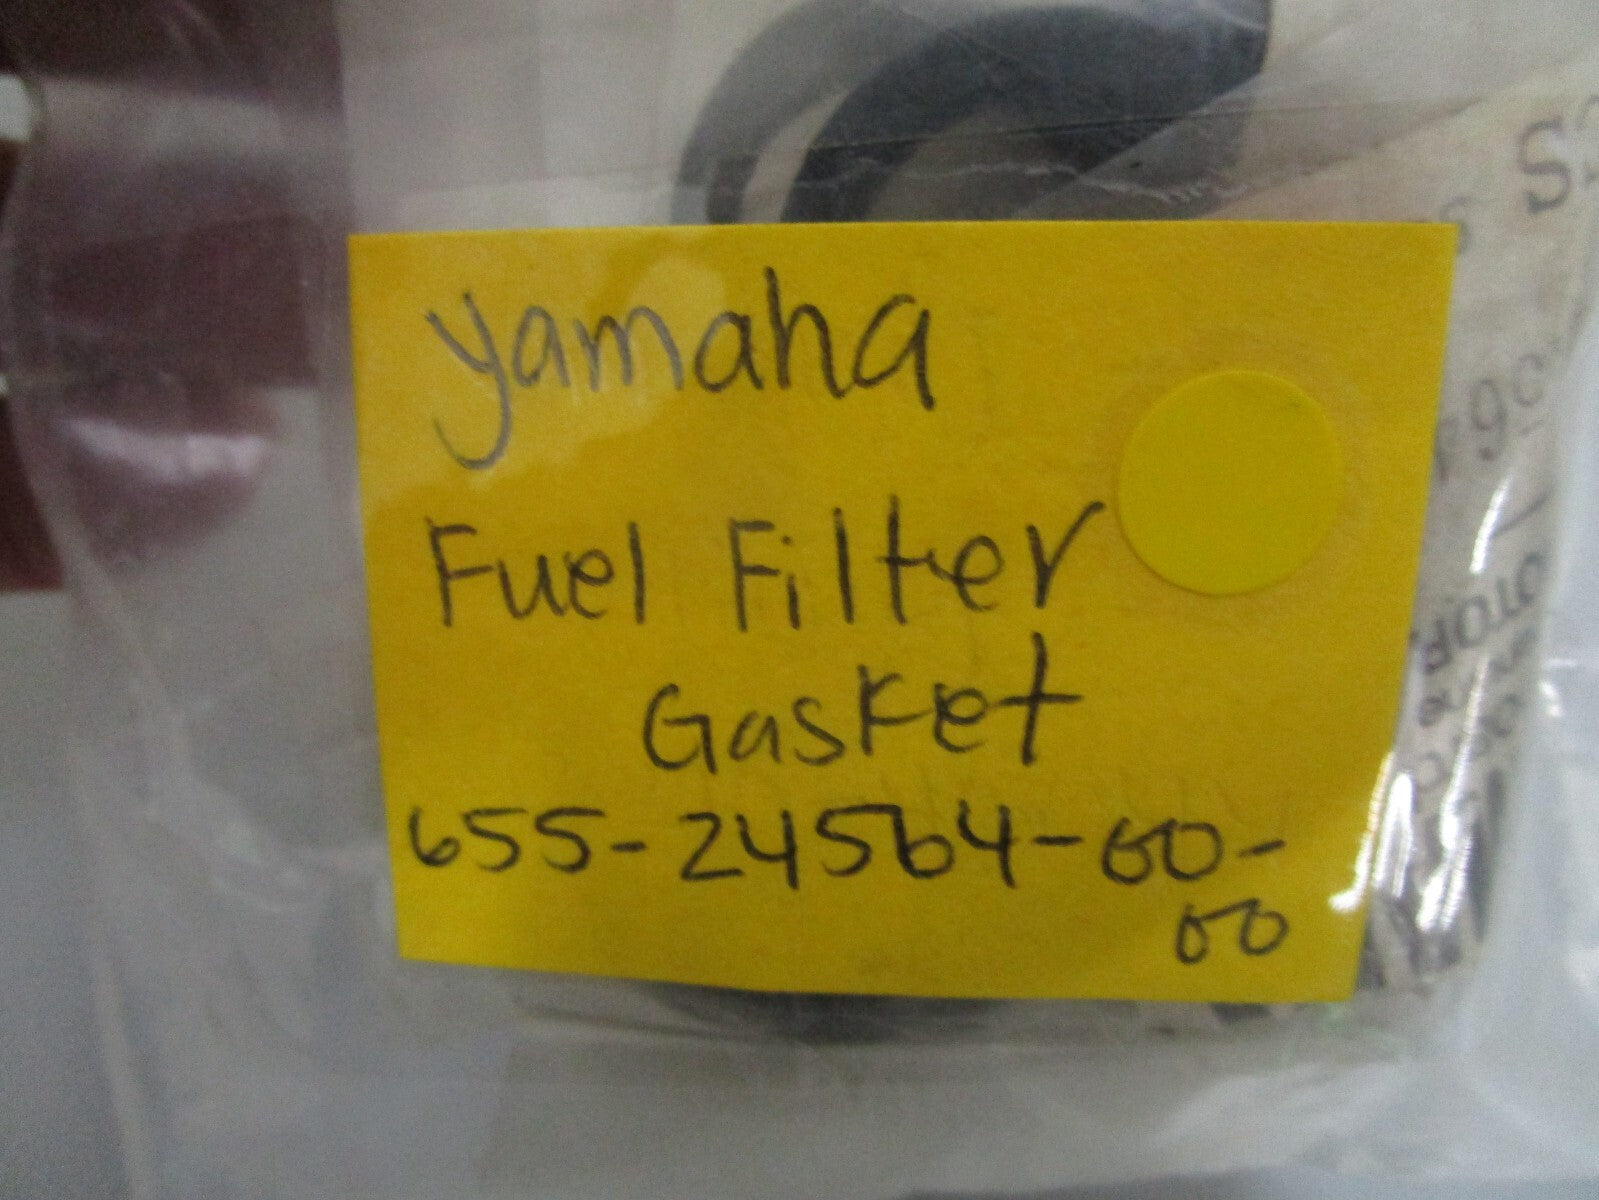 yamaha
Fuel Filter
Gasket
655-24564-00-
00